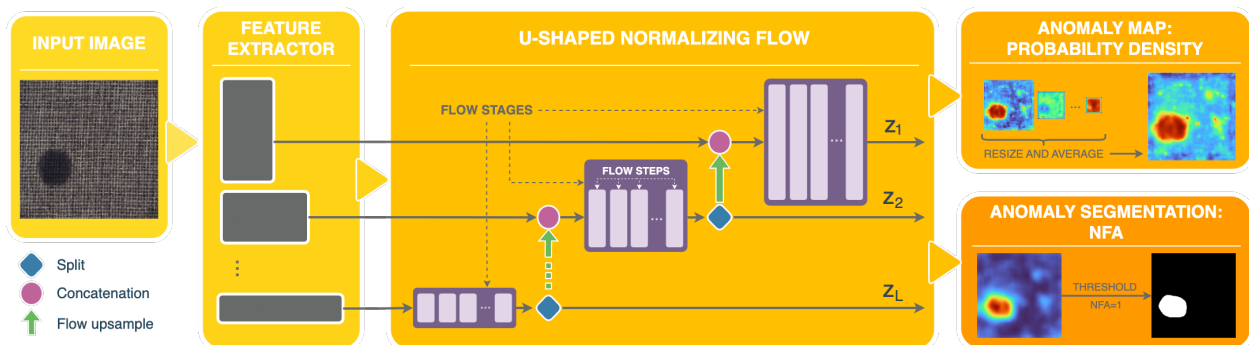 INPUT IMAGE
FEATURE
EXTRACTOR
U-SHAPED NORMALIZING FLOW
FLOW STAGES
FLOW STEPS
...
...
...
Z1
Z2
ZL
Split
Concatenation
Flow upsample
ANOMALY MAP:
PROBABILITY DENSITY
...
RESIZE AND AVERAGE
ANOMALY SEGMENTATION:
NFA
THRESHOLD
NFA=1